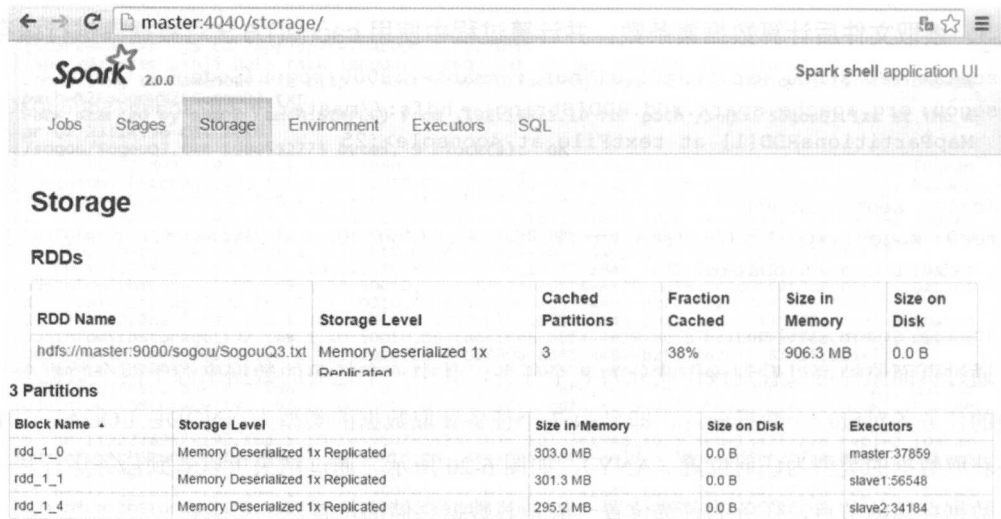 master:4040/storage/
Spark 2.0.0
Spark shell application UI
Jobs Stages Storage Environment Executors SQL
Storage
RDDs
RDD Name Storage Level Cached Partitions Fraction Cached Size in Memory Size on Disk
hdfs://master:9000/sogou/SogouQ3.txt Memory Deserialized 1x Replicated 3 38% 906.3 MB 0.0 B
3 Partitions
Block Name Storage Level Size in Memory Size on Disk Executors
rdd_1_0 Memory Deserialized 1x Replicated 303.0 MB 0.0 B master:37859
rdd_1_1 Memory Deserialized 1x Replicated 301.3 MB 0.0 B slave1:56548
rdd_1_4 Memory Deserialized 1x Replicated 295.2 MB 0.0 B slave2:34184